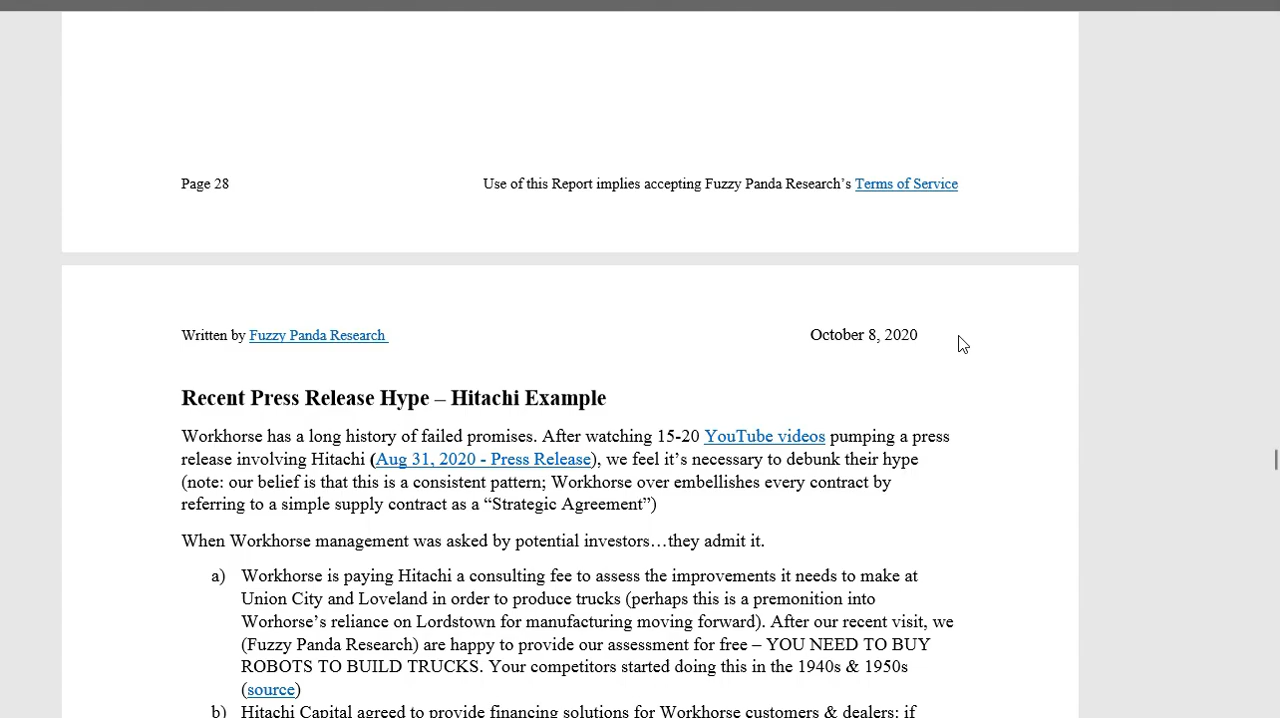 Page 28 Use of this Report implies accepting Fuzzy Panda Research’s Terms of Service
Written by Fuzzy Panda Research October 8, 2020
Recent Press Release Hype – Hitachi Example
Workhorse has a long history of failed promises. After watching 15-20 YouTube videos pumping a press
release involving Hitachi (Aug 31, 2020 - Press Release), we feel it’s necessary to debunk their hype
(note: our belief is that this is a consistent pattern; Workhorse over embellishes every contract by
referring to a simple supply contract as a “Strategic Agreement”)
When Workhorse management was asked by potential investors…they admit it.
a) Workhorse is paying Hitachi a consulting fee to assess the improvements it needs to make at
Union City and Loveland in order to produce trucks (perhaps this is a premonition into
Worhorse’s reliance on Lordstown for manufacturing moving forward). After our recent visit, we
(Fuzzy Panda Research) are happy to provide our assessment for free – YOU NEED TO BUY
ROBOTS TO BUILD TRUCKS. Your competitors started doing this in the 1940s & 1950s
(source)
b) Hitachi Capital agreed to provide financing solutions for Workhorse customers & dealers; if